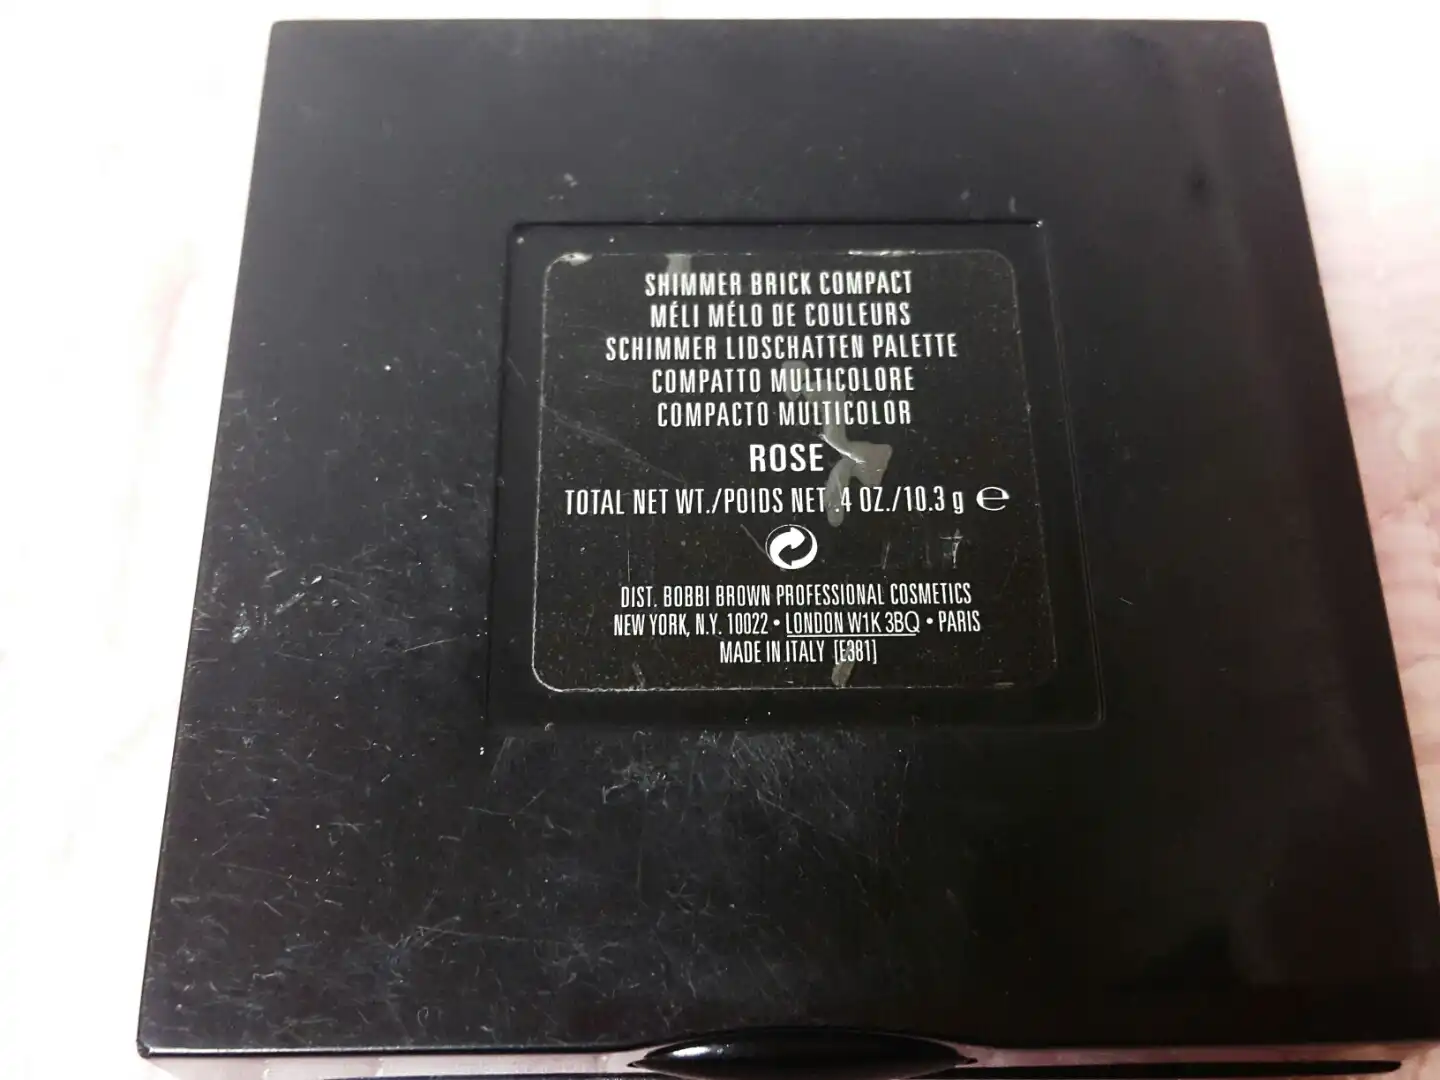 SHIMMER BRICK COMPACT
MÉLI MÉLO DE COULEURS
SCHIMMER LIDSCHATTEN PALETTE
COMPATTO MULTICOLORE
COMPACTO MULTICOLOR
ROSE
TOTAL NET WT./POIDS NET .4 OZ./10.3 g ℮
DIST. BOBBI BROWN PROFESSIONAL COSMETICS
NEW YORK, N.Y. 10022 • LONDON W1K 3BQ • PARIS
MADE IN ITALY [E381]